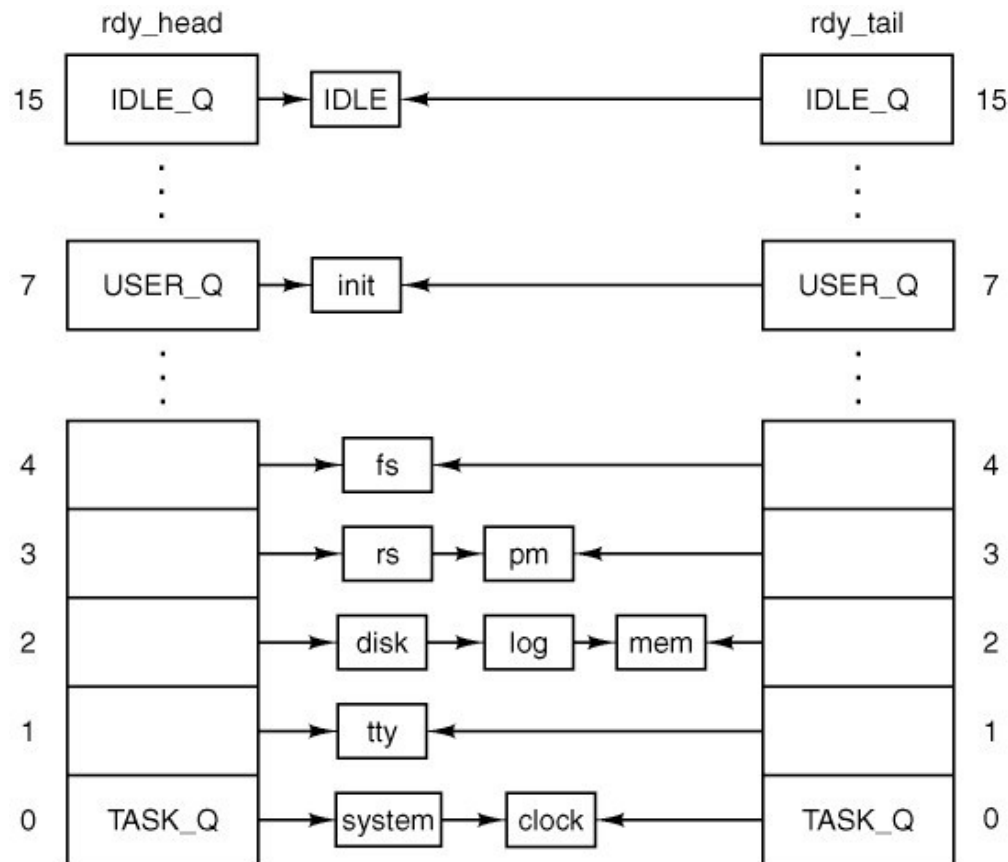 rdy_head rdy_tail
15 IDLE_Q IDLE IDLE_Q 15
7 USER_Q init USER_Q 7
4 fs 4
3 rs pm 3
2 disk log mem 2
1 tty 1
0 TASK_Q system clock TASK_Q 0